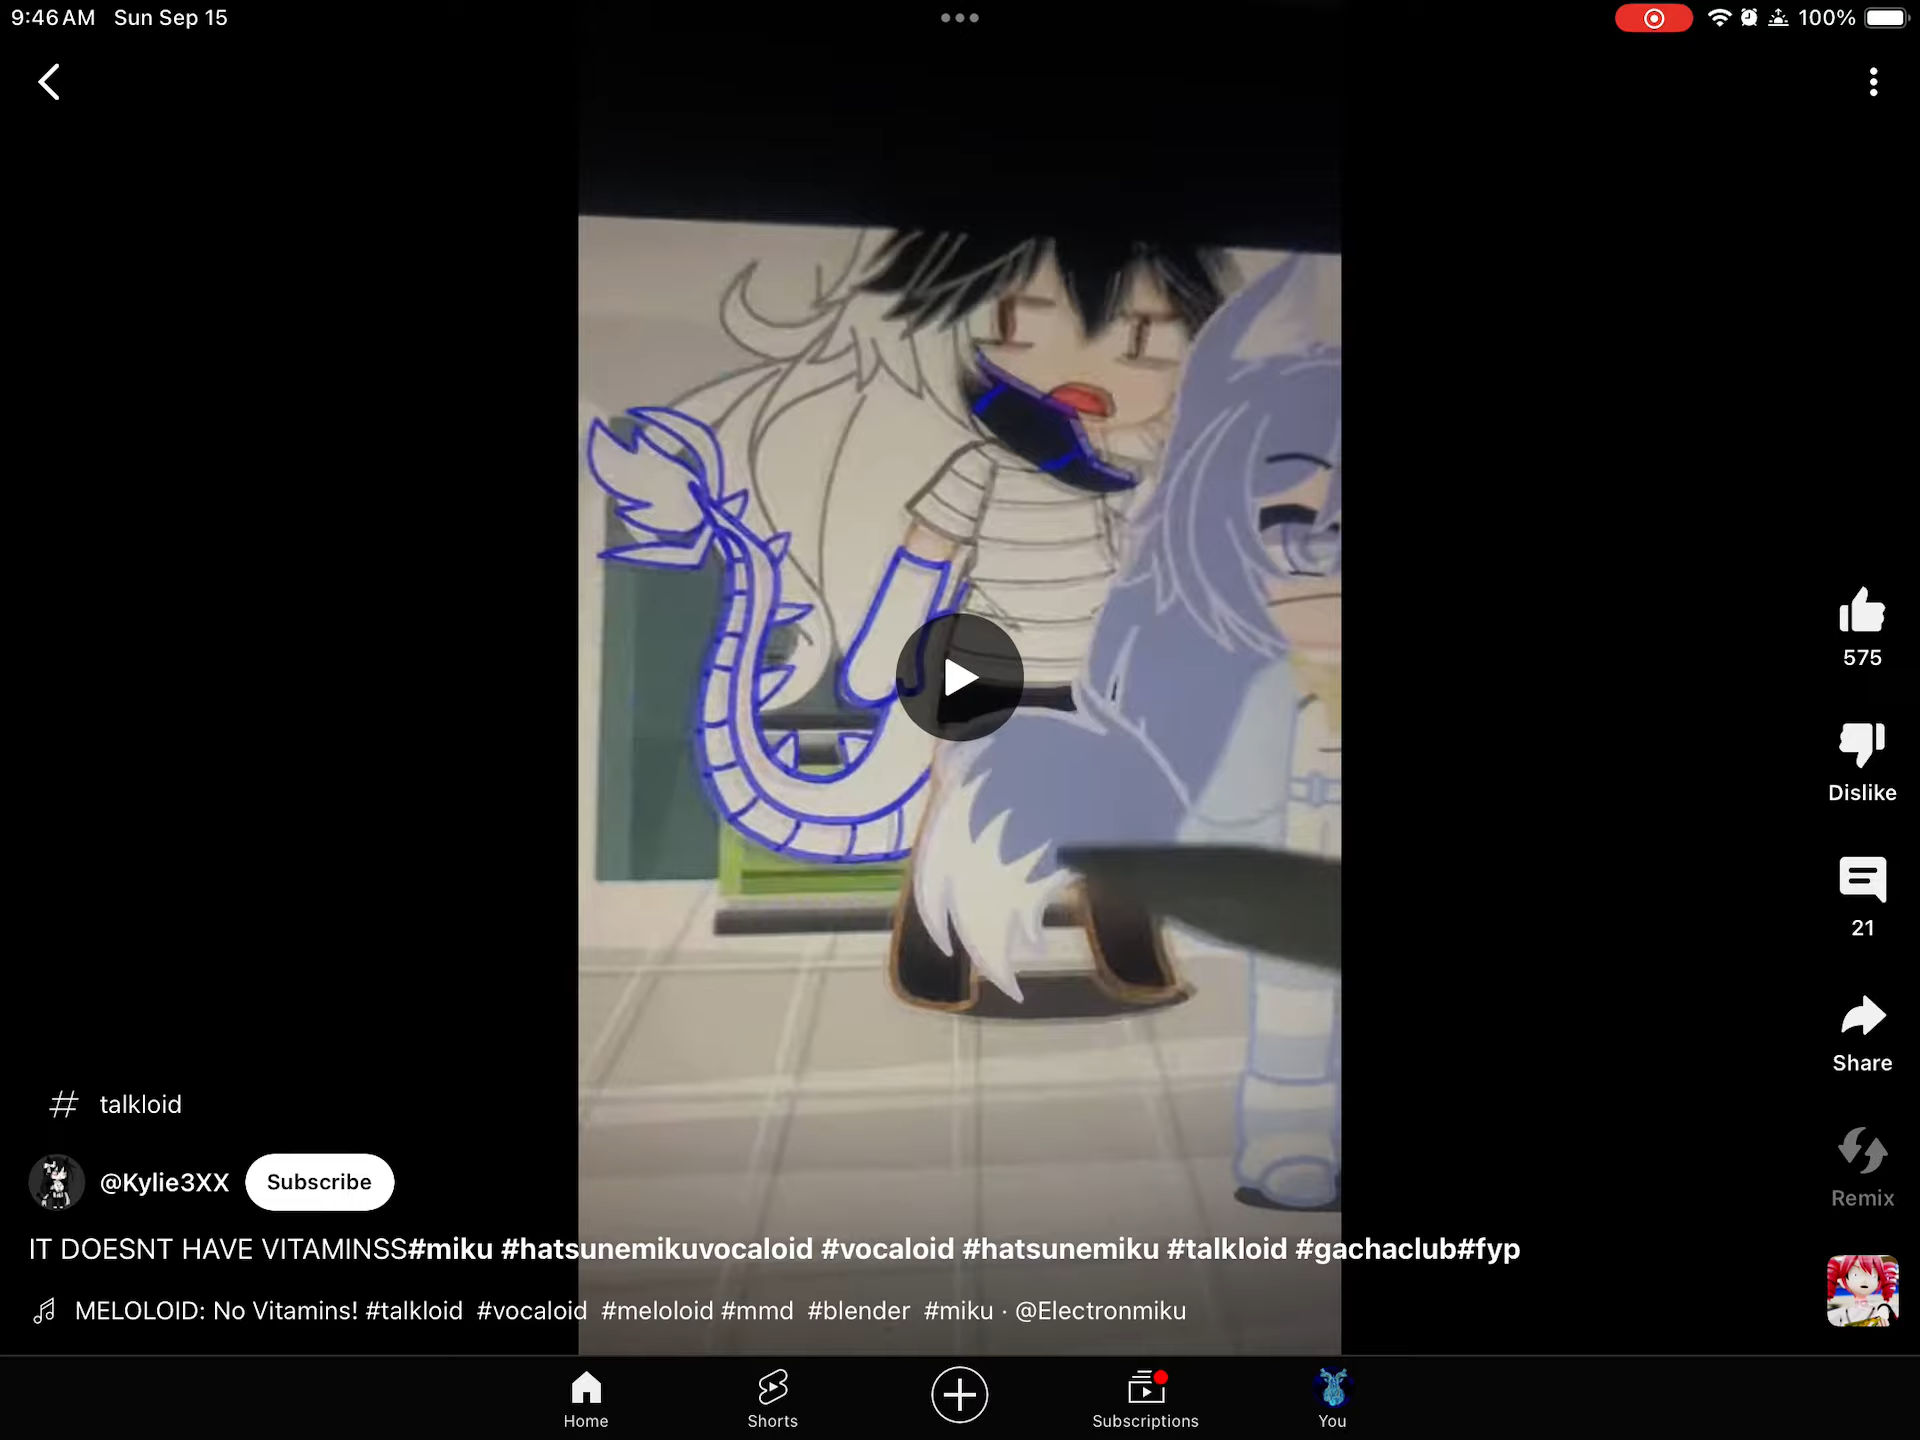 9:46 AM Sun Sep 15
100%
575
Dislike
21
Share
Remix
# talkloid
@Kylie3XX Subscribe
IT DOESNT HAVE VITAMINSS#miku #hatsunemikuvocaloid #vocaloid #hatsunemiku #talkloid #gachaclub#fyp
MELOLOID: No Vitamins! #talkloid #vocaloid #meloloid #mmd #blender #miku · @Electronmiku
Home Shorts Subscriptions You